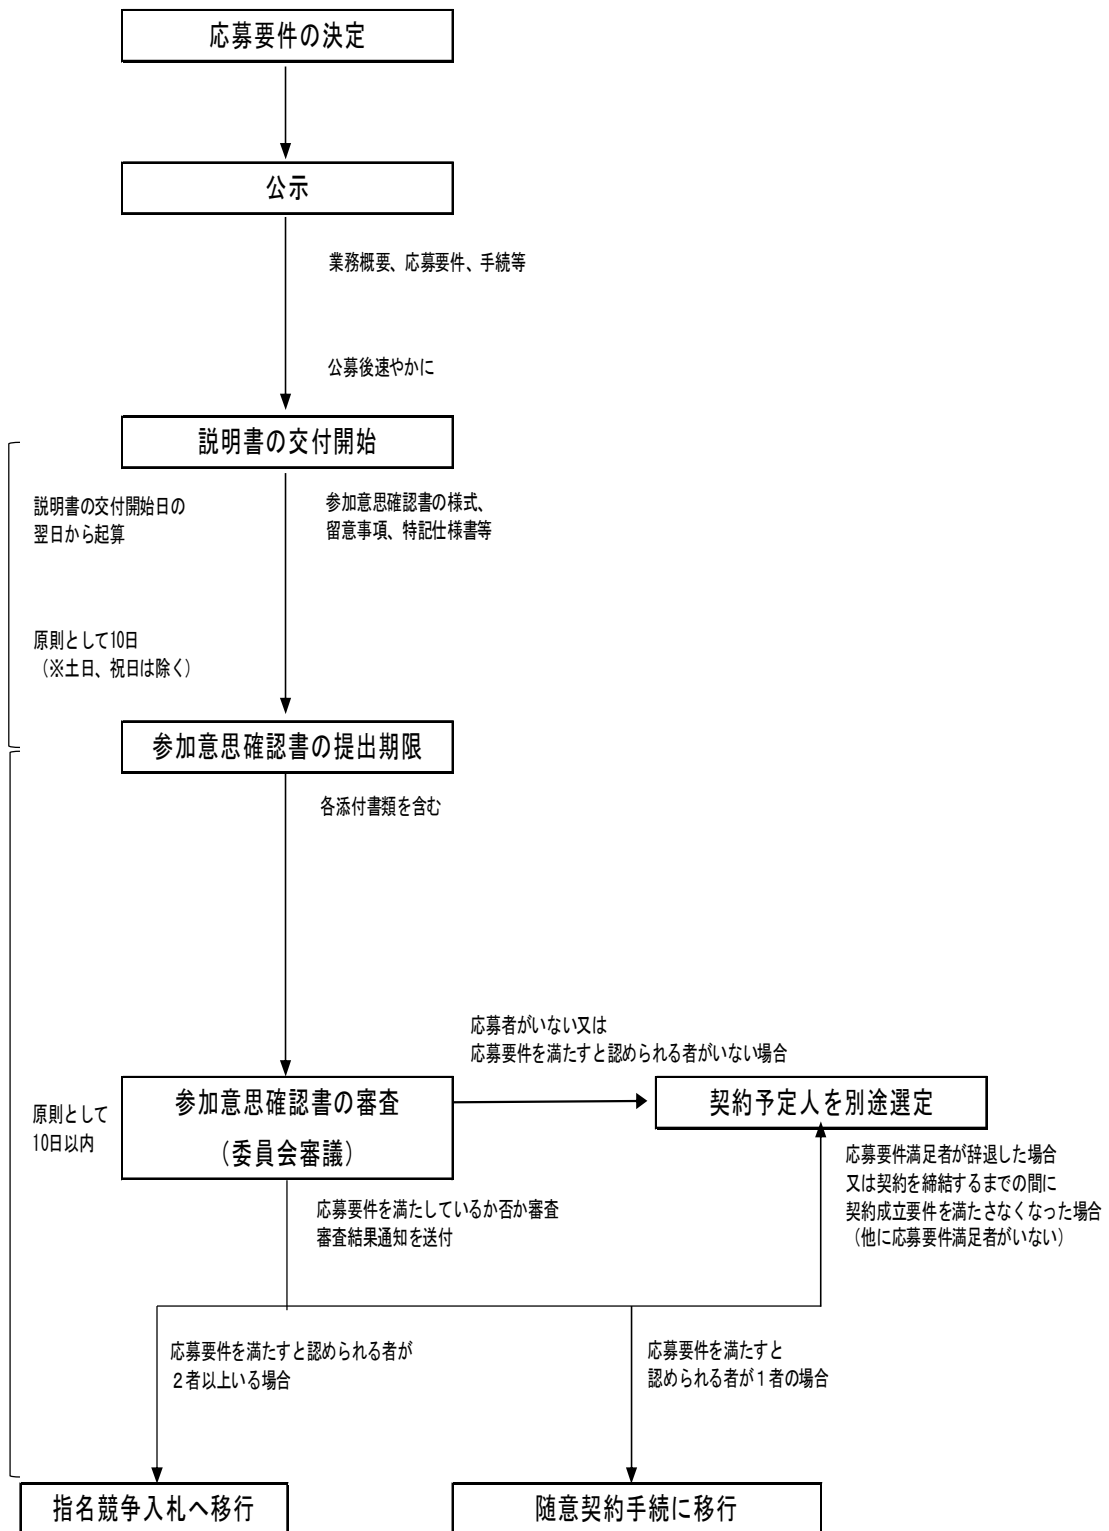 応募要件の決定
公示
業務概要、応募要件、手続等
公募後速やかに
説明書の交付開始
説明書の交付開始日の
翌日から起算
参加意思確認書の様式、
留意事項、特記仕様書等
原則として10日
（※土日、祝日は除く）
参加意思確認書の提出期限
各添付書類を含む
応募者がいない又は
応募要件を満たすと認められる者がいない場合
原則として
10日以内
参加意思確認書の審査
（委員会審議）
契約予定人を別途選定
応募要件満足者が辞退した場合
又は契約を締結するまでの間に
契約成立要件を満たさなくなった場合
（他に応募要件満足者がいない）
応募要件を満たしているか否か審査
審査結果通知を送付
応募要件を満たすと認められる者が
２者以上いる場合
応募要件を満たすと
認められる者が１者の場合
指名競争入札へ移行
随意契約手続に移行